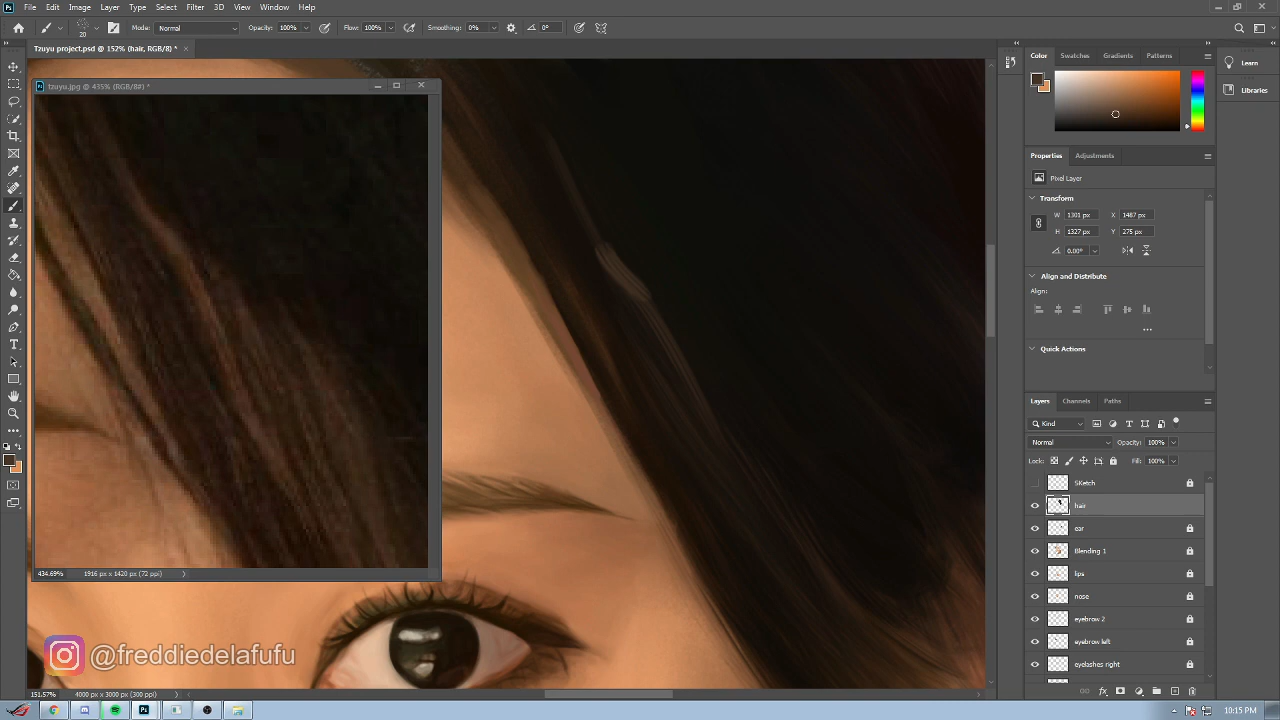 File Edit Image Layer Type Select Filter 3D View Window Help
20 Mode: Normal Opacity: 100% Flow: 100% Smoothing: 0% 0°
Tzuyu project.psd @ 152% (hair, RGB/8) *
Color Swatches Gradients Patterns
Learn
Libraries
tzuyu.jpg @ 435% (RGB/8#) *
Properties Adjustments
Pixel Layer
Transform
W 1301 px X 1487 px
H 1327 px Y 275 px
0.00°
Align and Distribute
Align:
Quick Actions
Layers Channels Paths
Kind
Normal Opacity: 100%
Lock: Fill: 100%
SKetch
hair
ear
Blending 1
lips
nose
eyebrow 2
eyebrow left
eyelashes right
434.69% 1916 px x 1420 px (72 ppi)
@freddiedelafufu
151.57% 4000 px x 3000 px (300 ppi)
10:15 PM